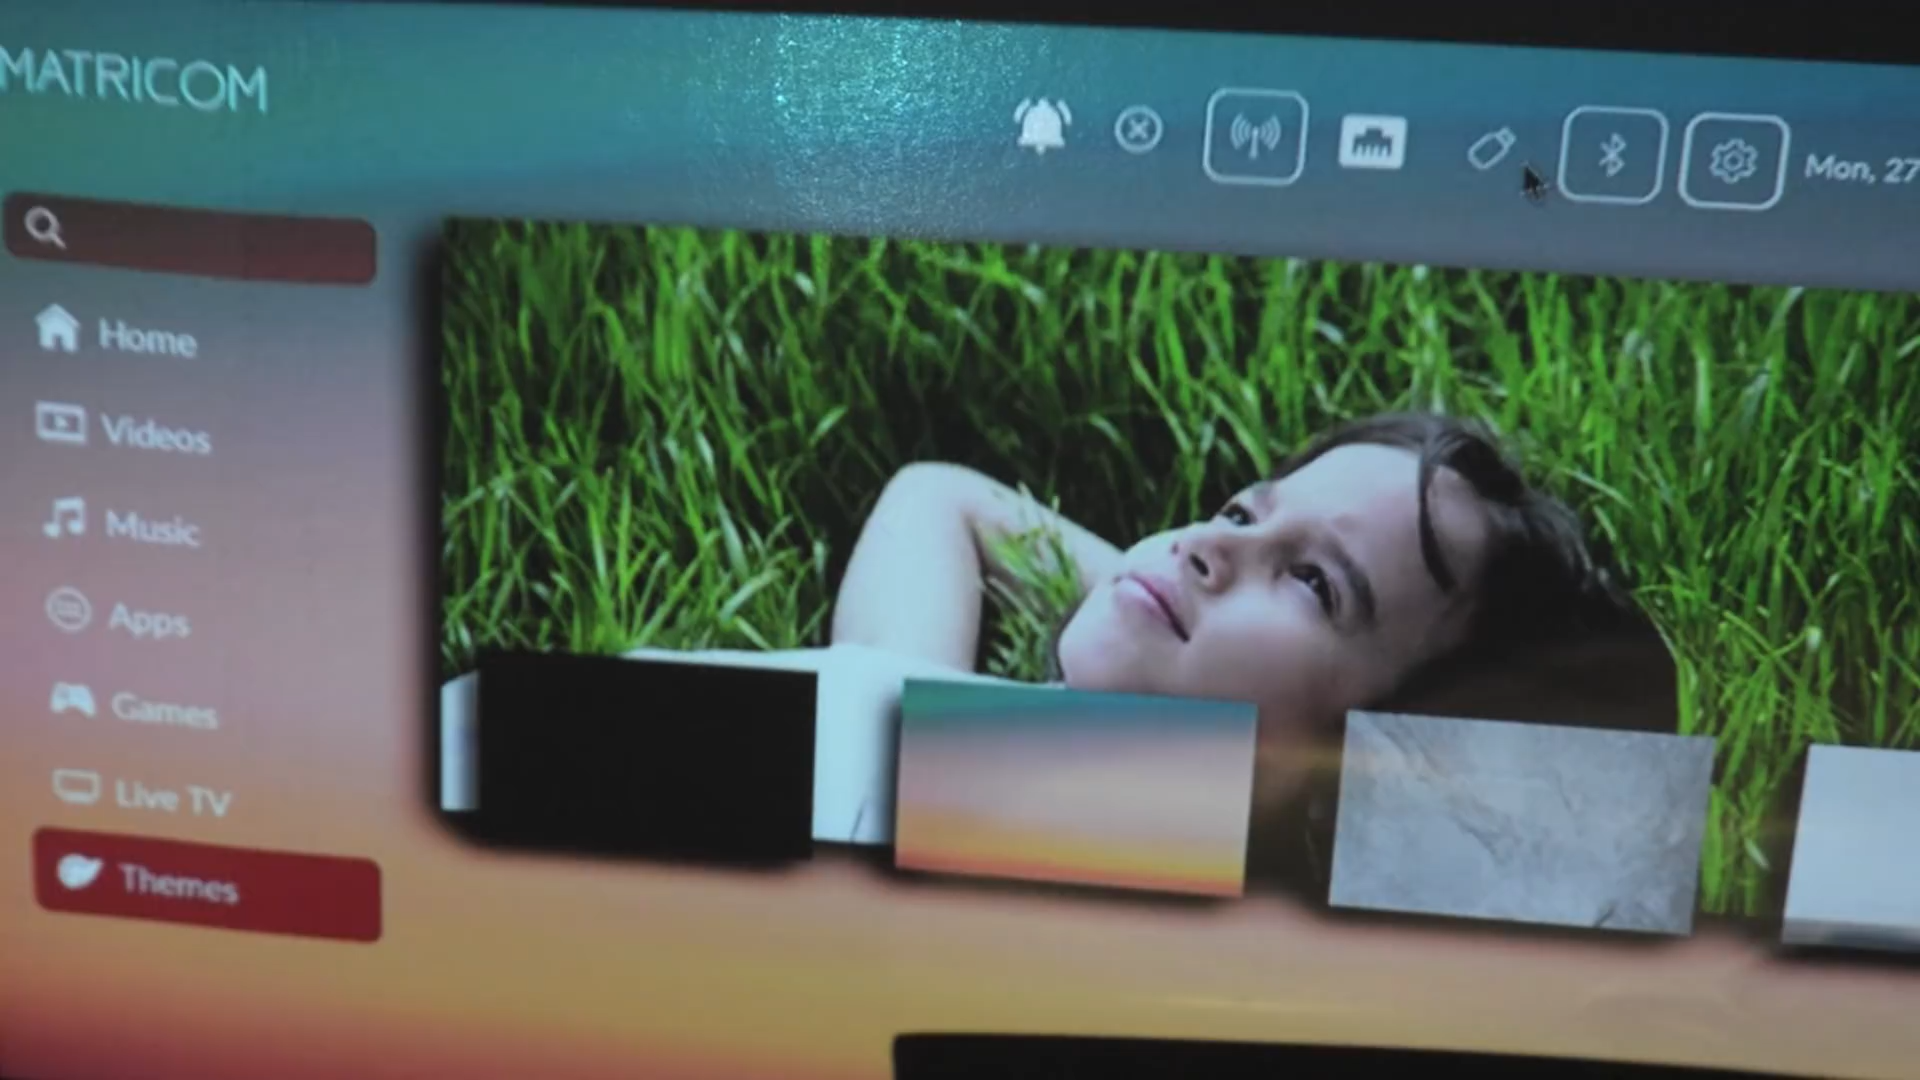 MATRICOM
Mon, 27
Home
Videos
Music
Apps
Games
Live TV
Themes